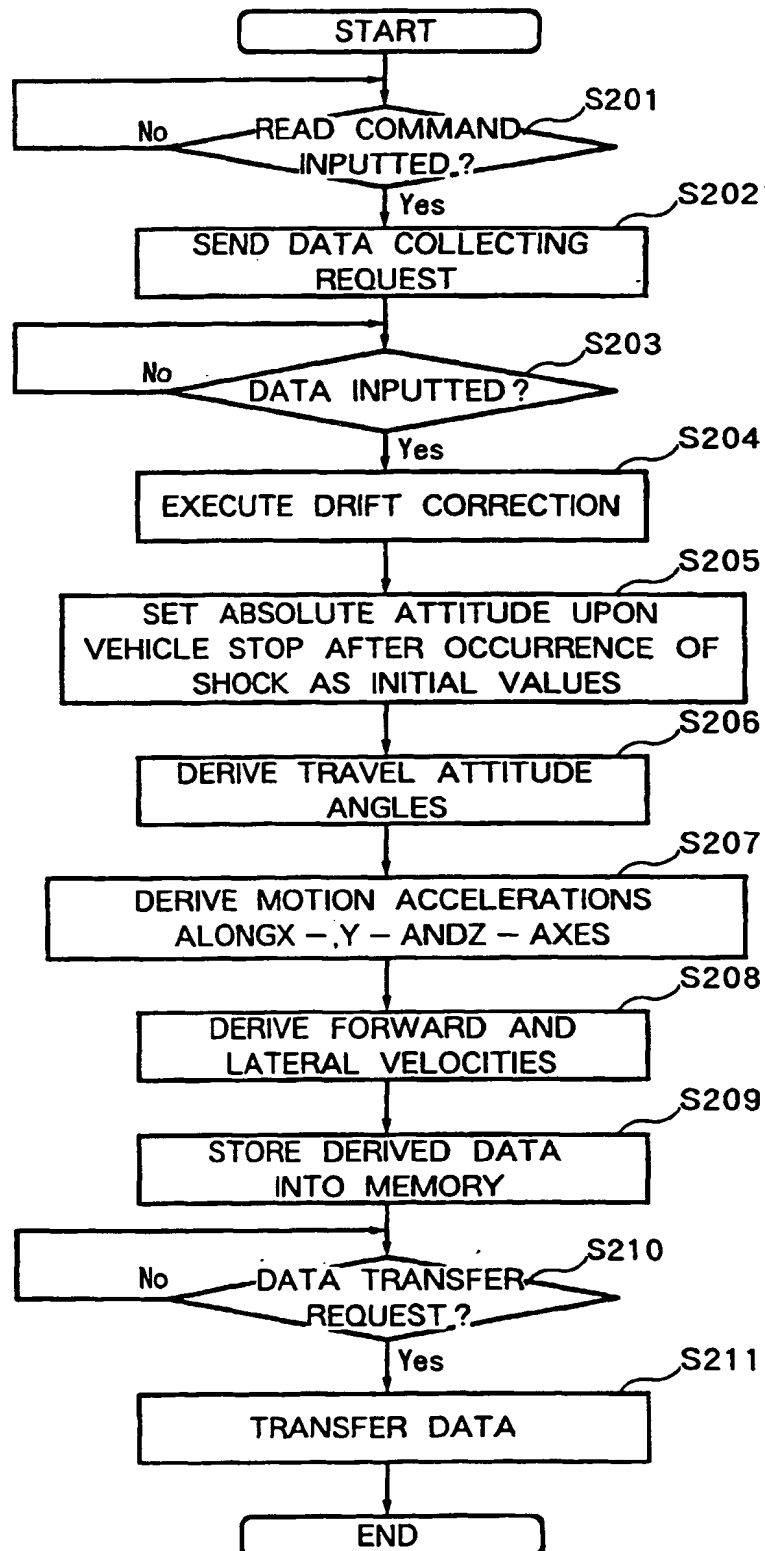 START
S201
No
READ COMMAND
INPUTTED ?
Yes
S202
SEND DATA COLLECTING
REQUEST
S203
No
DATA INPUTTED ?
Yes
S204
EXECUTE DRIFT CORRECTION
S205
SET ABSOLUTE ATTITUDE UPON
VEHICLE STOP AFTER OCCURRENCE OF
SHOCK AS INITIAL VALUES
S206
DERIVE TRAVEL ATTITUDE
ANGLES
S207
DERIVE MOTION ACCELERATIONS
ALONGX-,Y-ANDZ-AXES
S208
DERIVE FORWARD AND
LATERAL VELOCITIES
S209
STORE DERIVED DATA
INTO MEMORY
S210
No
DATA TRANSFER
REQUEST ?
Yes
S211
TRANSFER DATA
END